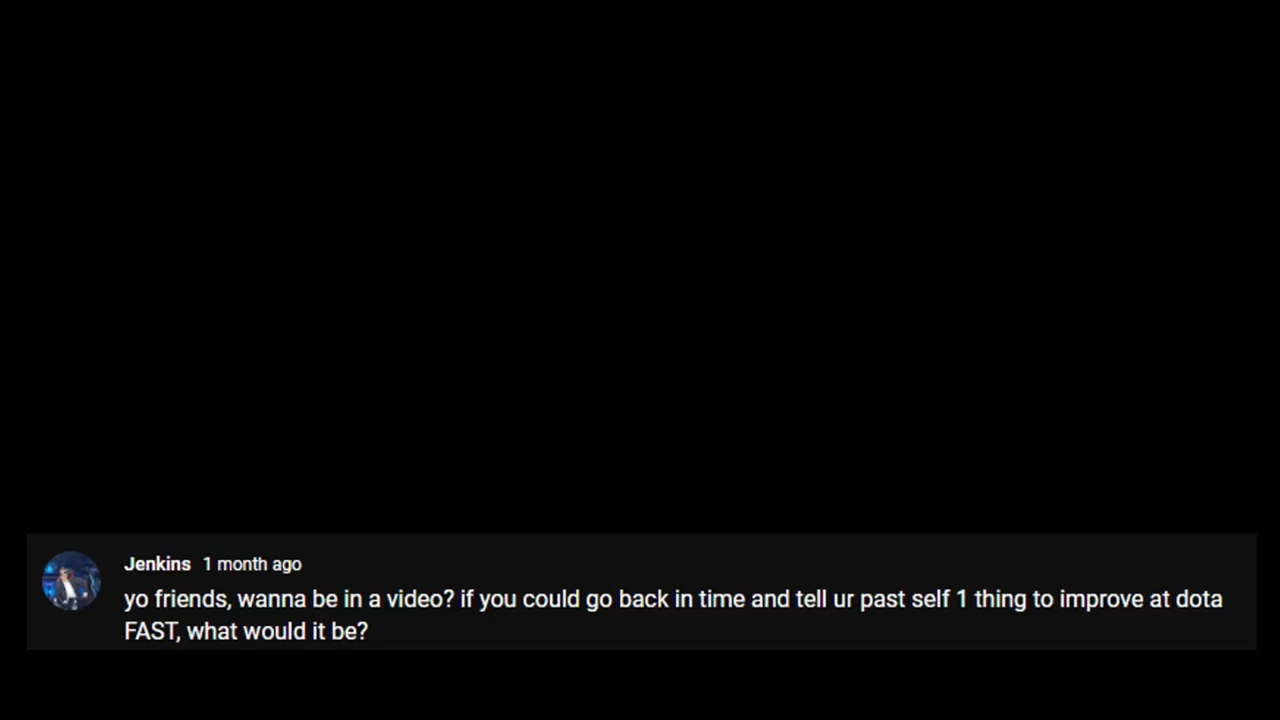 Jenkins 1 month ago
yo friends, wanna be in a video? if you could go back in time and tell ur past self 1 thing to improve at dota
FAST, what would it be?